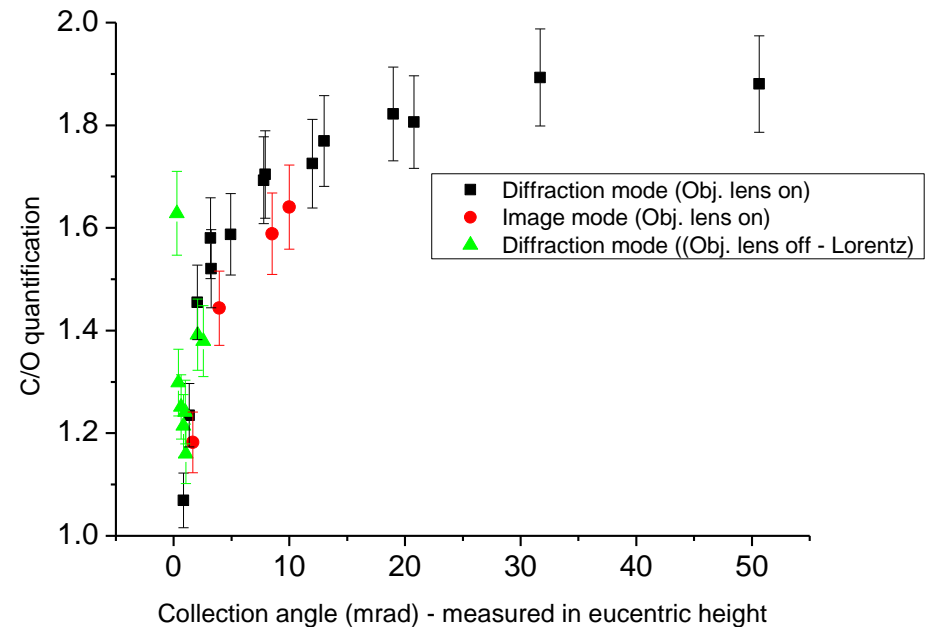 2.0
1.8
1.6
1.4
1.2
1.0
C/O quantification
Diffraction mode (Obj. lens on)
Image mode (Obj. lens on)
Diffraction mode ((Obj. lens off - Lorentz)
0 10 20 30 40 50
Collection angle (mrad) - measured in eucentric height